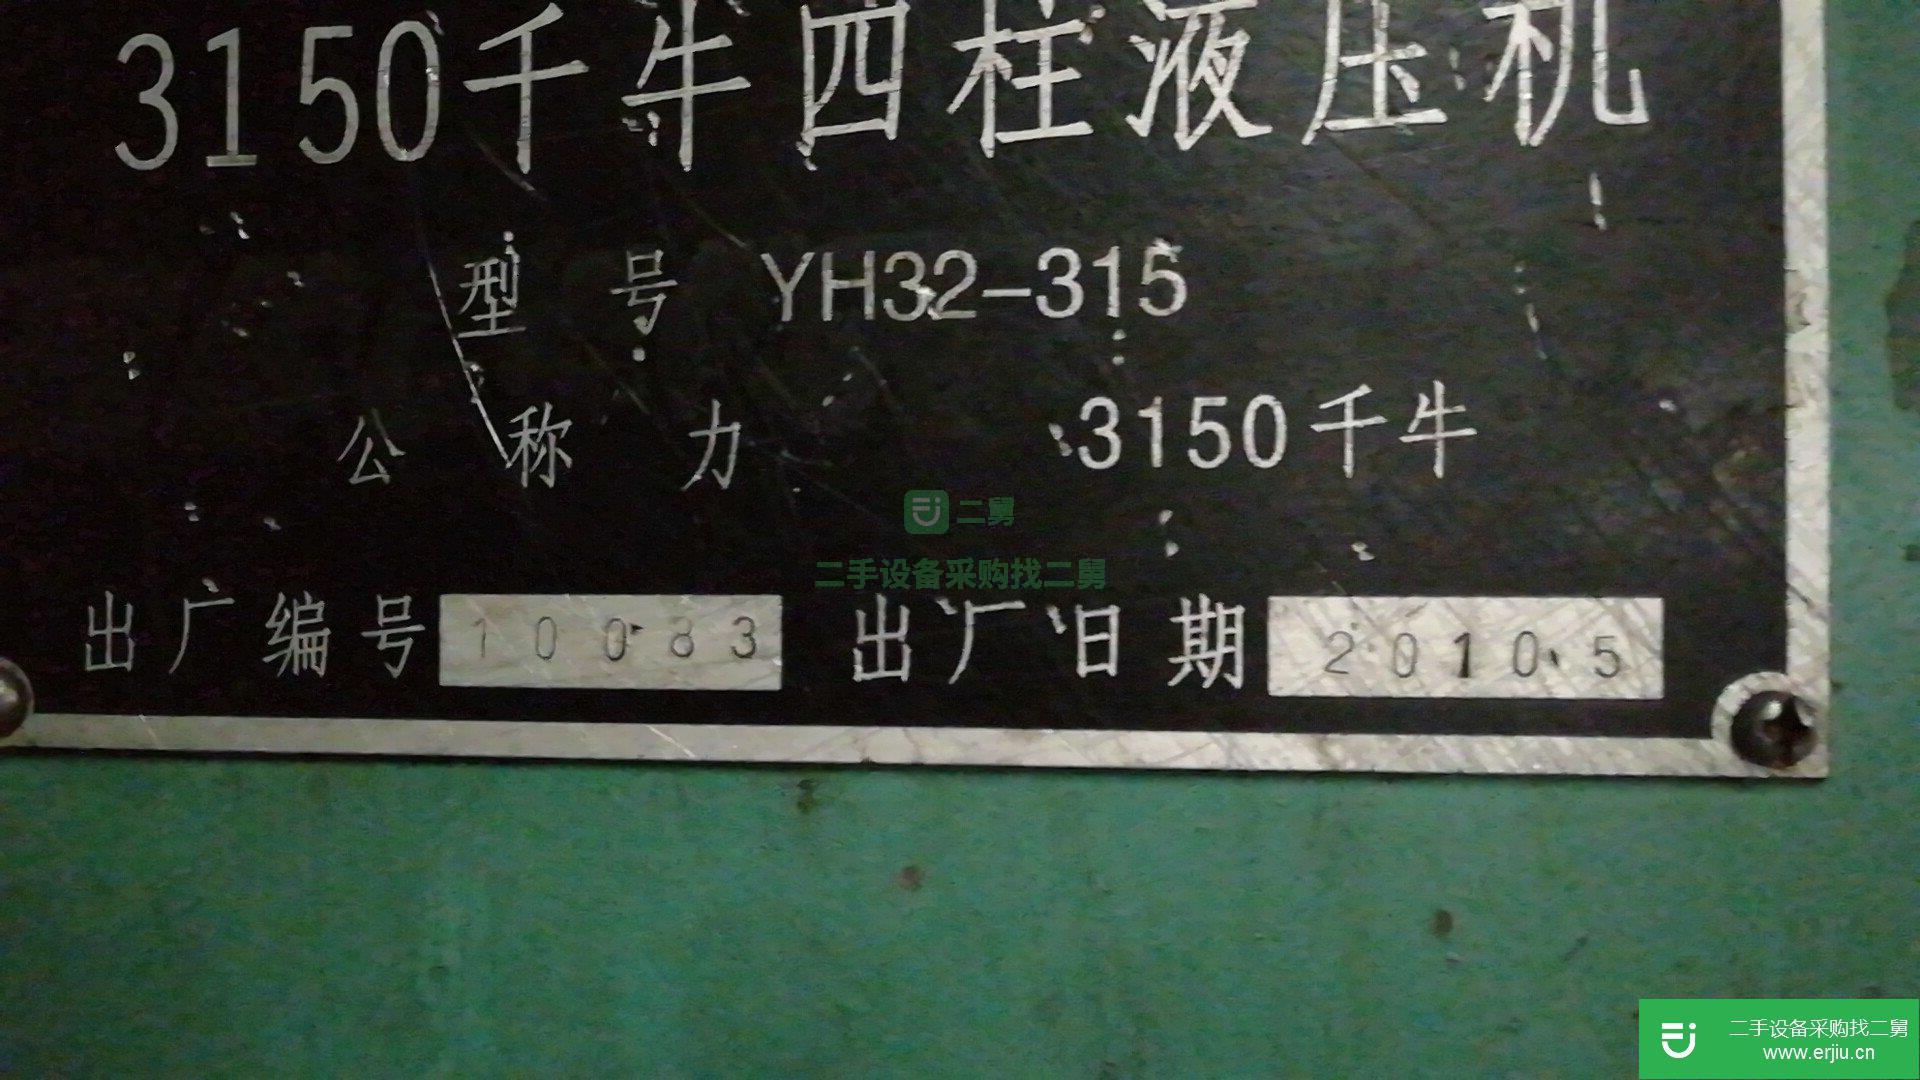 3150千牛四柱液压机
型 号 YH32-315
公 称 力 3150千牛
二舅
二手设备采购找二舅
出厂编号 10083 出厂日期 2010.5
二手设备采购找二舅
www.erjiu.cn